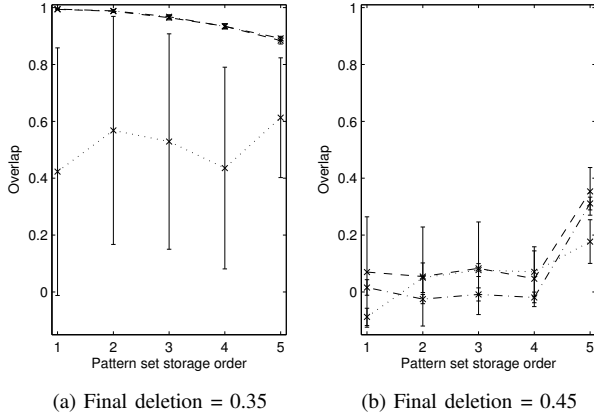 1
0.8
0.6
0.4
0.2
0
Overlap
1 2 3 4 5
Pattern set storage order
(a) Final deletion = 0.35
1
0.8
0.6
0.4
0.2
0
Overlap
1 2 3 4 5
Pattern set storage order
(b) Final deletion = 0.45